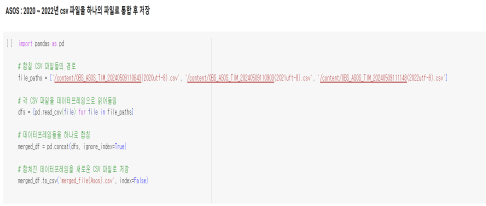 ASOS : 2020 ~ 2022년 csv 파일을 하나의 파일로 통합 후 저장
[ ] import pandas as pd
# 합칠 CSV 파일들의 경로
file_paths = ['/content/OBS_ASOS_TIM_20240509110643(2020utf-8).csv', '/content/OBS_ASOS_TIM_20240509110909(2021utf-8).csv', '/content/OBS_ASOS_TIM_20240509111149(2022utf-8).csv']
# 각 CSV 파일을 데이터프레임으로 읽어들임
dfs = [pd.read_csv(file) for file in file_paths]
# 데이터프레임들을 하나로 합침
merged_df = pd.concat(dfs, ignore_index=True)
# 합쳐진 데이터프레임을 새로운 CSV 파일로 저장
merged_df.to_csv('merged_file(Asos).csv', index=False)